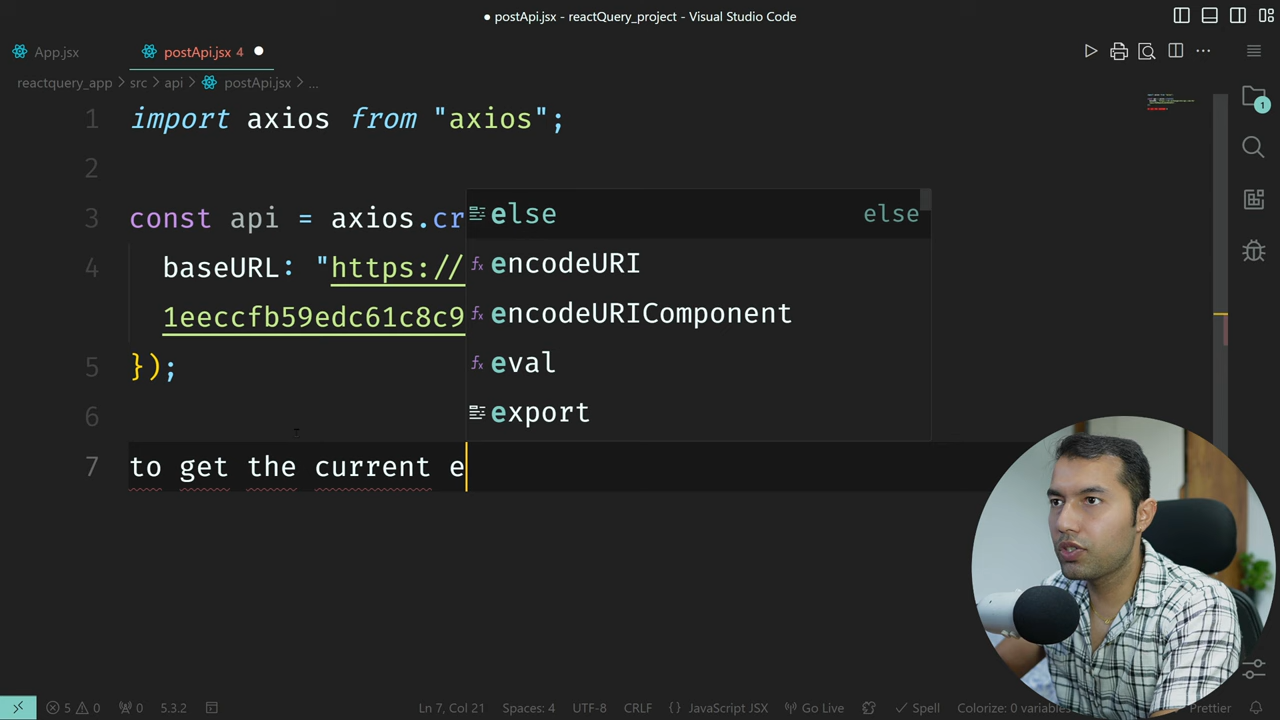 postApi.jsx - reactQuery_project - Visual Studio Code
App.jsx
postApi.jsx 4
reactquery_app > src > api > postApi.jsx > ...
1 import axios from "axios";
2
3 const api = axios.cr
4 baseURL: "https://
1eeccfb59edc61c8c9
5 });
6
7 to get the current e
else else
encodeURI
encodeURIComponent
eval
export
1
5 0 0 5.3.2 Ln 7, Col 21 Spaces: 4 UTF-8 CRLF {} JavaScript JSX Go Live Spell Colorize: 0 variables Prettier